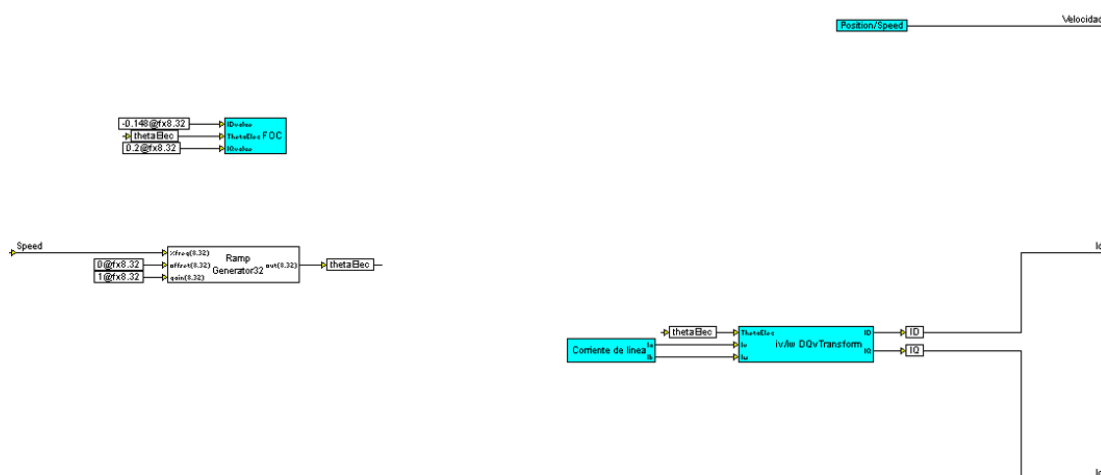 Velocidad
Position/Speed
-0.148@fx8.32
IDvalue
thetaElec
ThetaElec FOC
0.2@fx8.32
IQvalue
Speed
Xfreq(8.32)
Ramp
0@fx8.32
offset(8.32)
Generator32
out(8.32)
thetaElec
1@fx8.32
gain(8.32)
thetaElec
ThetaElec
ID
ID
Corriente de linea
Ia
Iv
iv/iw DQvTransform
Ib
Iw
IQ
IQ